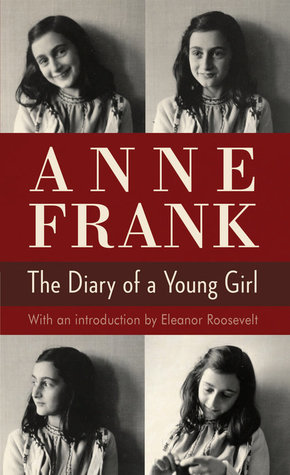 ANNE
FRANK
The Diary of a Young Girl
With an introduction by Eleanor Roosevelt